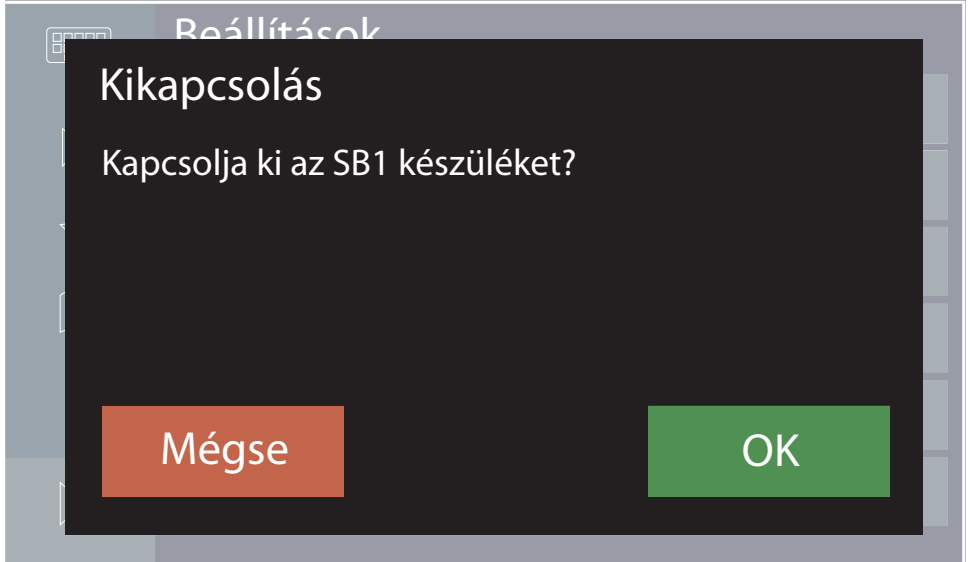 Beállítások
Kikapcsolás
Kapcsolja ki az SB1 készüléket?
Mégse
OK